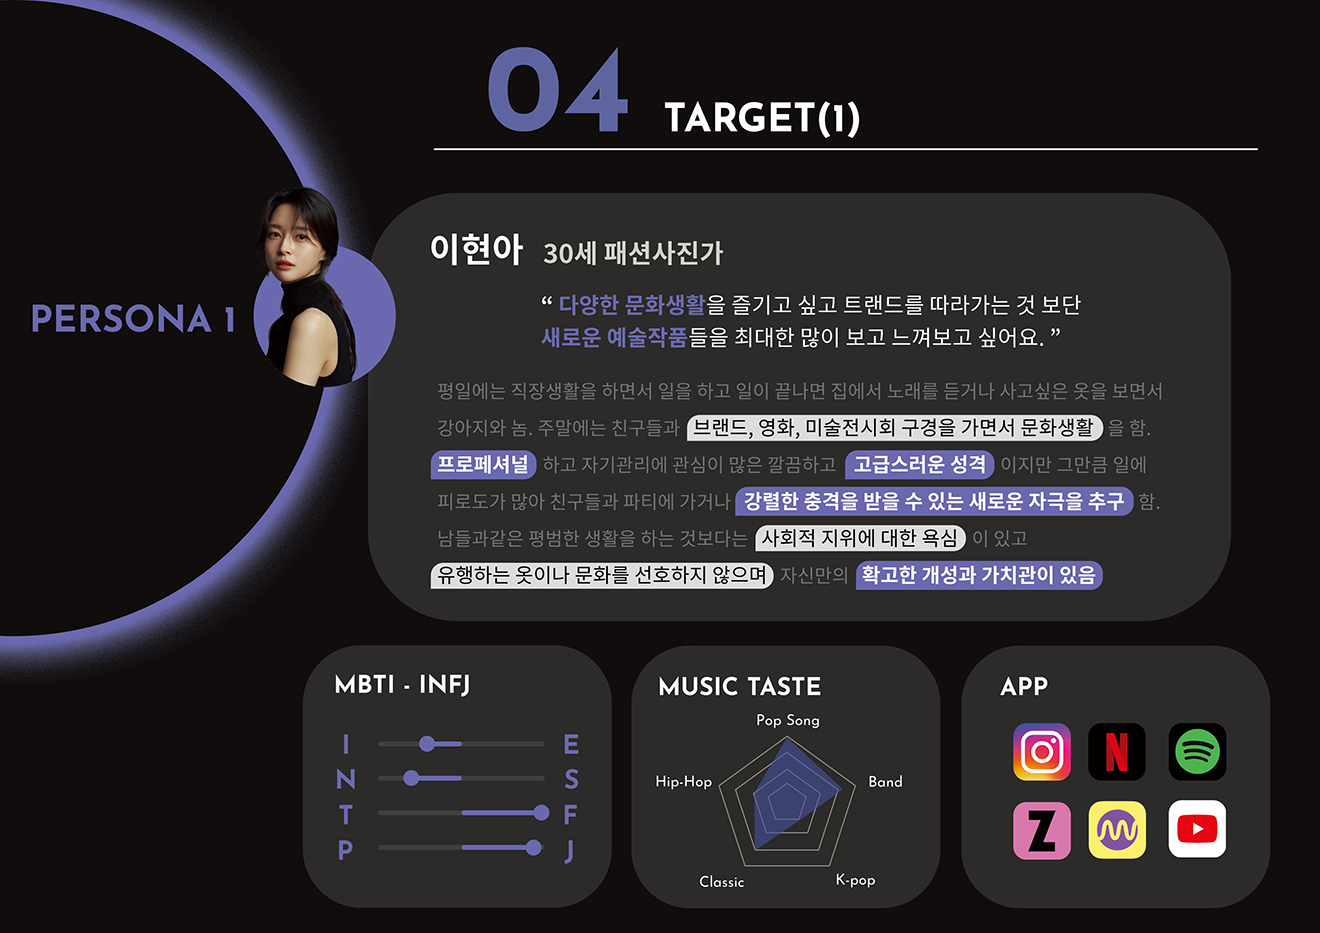 04 TARGET(1)
PERSONA 1
이현아 30세 패션사진가
“ 다양한 문화생활을 즐기고 싶고 트랜드를 따라가는 것 보단
새로운 예술작품들을 최대한 많이 보고 느껴보고 싶어요. ”
평일에는 직장생활을 하면서 일을 하고 일이 끝나면 집에서 노래를 듣거나 사고싶은 옷을 보면서
강아지와 놈. 주말에는 친구들과 브랜드, 영화, 미술전시회 구경을 가면서 문화생활 을 함.
프로페셔널 하고 자기관리에 관심이 많은 깔끔하고 고급스러운 성격 이지만 그만큼 일에
피로도가 많아 친구들과 파티에 가거나 강렬한 충격을 받을 수 있는 새로운 자극을 추구 함.
남들과같은 평범한 생활을 하는 것보다는 사회적 지위에 대한 욕심 이 있고
유행하는 옷이나 문화를 선호하지 않으며 자신만의 확고한 개성과 가치관이 있음
MBTI - INFJ
I E
N S
T F
P J
MUSIC TASTE
Pop Song
Hip-Hop Band
Classic K-pop
APP
N
Z